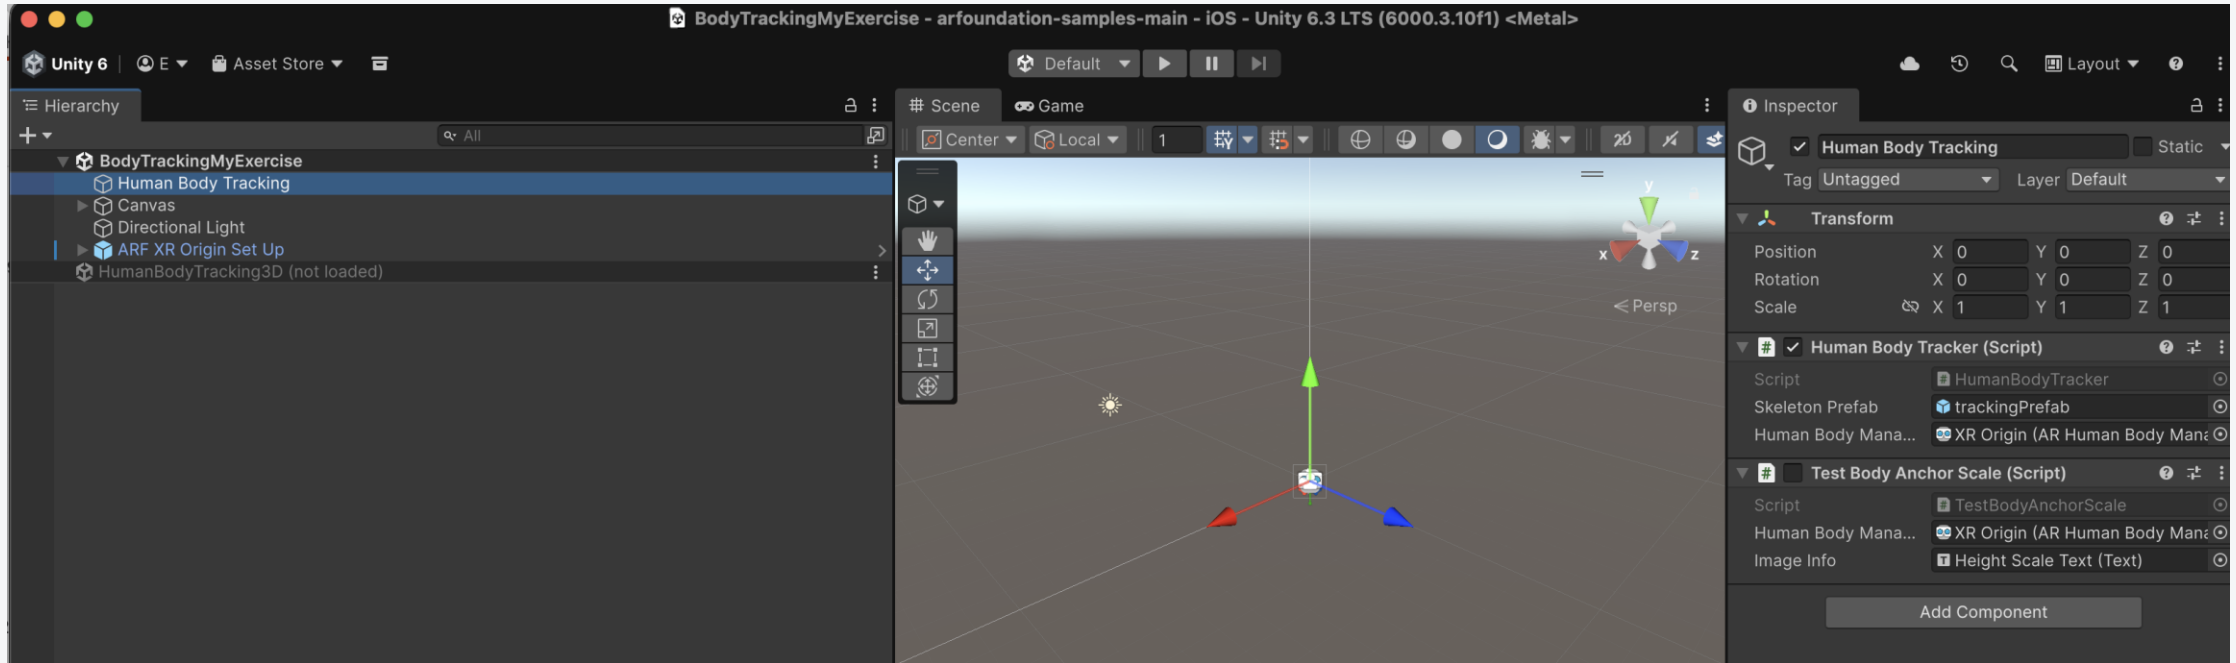 BodyTrackingMyExercise - arfoundation-samples-main - iOS - Unity 6.3 LTS (6000.3.10f1) <Metal>
Unity 6 E Asset Store Default Layout
Hierarchy
All
BodyTrackingMyExercise
Human Body Tracking
Canvas
Directional Light
ARF XR Origin Set Up
HumanBodyTracking3D (not loaded)
Scene Game
Center Local 1 2D
y
x z
Persp
Inspector
Human Body Tracking Static
Tag Untagged Layer Default
Transform
Position X 0 Y 0 Z 0
Rotation X 0 Y 0 Z 0
Scale X 1 Y 1 Z 1
# Human Body Tracker (Script)
Script HumanBodyTracker
Skeleton Prefab trackingPrefab
Human Body Mana... XR Origin (AR Human Body Mana
# Test Body Anchor Scale (Script)
Script TestBodyAnchorScale
Human Body Mana... XR Origin (AR Human Body Mana
Image Info Height Scale Text (Text)
Add Component